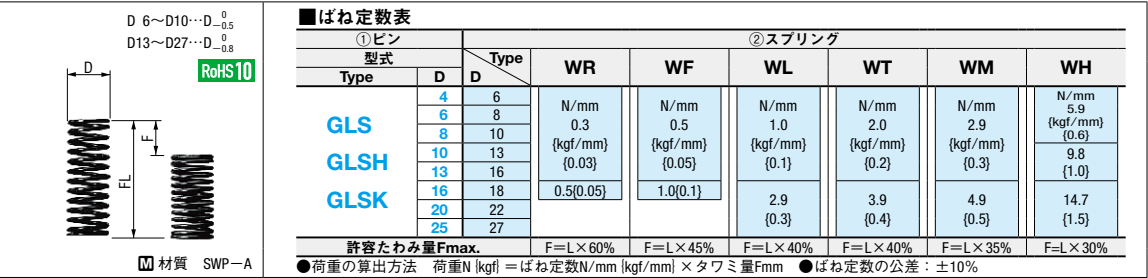 D 6～D10…D 0 −0.5
D13～D27…D 0 −0.8
RoHS10
D
F
FL
M 材質 SWP－A
■ばね定数表
①ピン ②スプリング
型式 Type D WR WF WL WT WM WH
Type D
GLS
GLSH
GLSK
4 6
6 8
8 10
10 13
13 16
16 18
20 22
25 27
N/mm 0.3 {kgf/mm} {0.03}
0.5{0.05}
N/mm 0.5 {kgf/mm} {0.05}
1.0{0.1}
N/mm 1.0 {kgf/mm} {0.1}
2.9 {0.3}
N/mm 2.0 {kgf/mm} {0.2}
3.9 {0.4}
N/mm 2.9 {kgf/mm} {0.3}
4.9 {0.5}
N/mm 5.9 {kgf/mm} {0.6}
9.8 {1.0}
14.7 {1.5}
許容たわみ量Fmax. F＝L×60% F＝L×45% F＝L×40% F＝L×40% F＝L×35% F=L×30%
●荷重の算出方法 荷重N{kgf}＝ばね定数N/mm{kgf/mm}×タワミ量Fmm ●ばね定数の公差：±10%